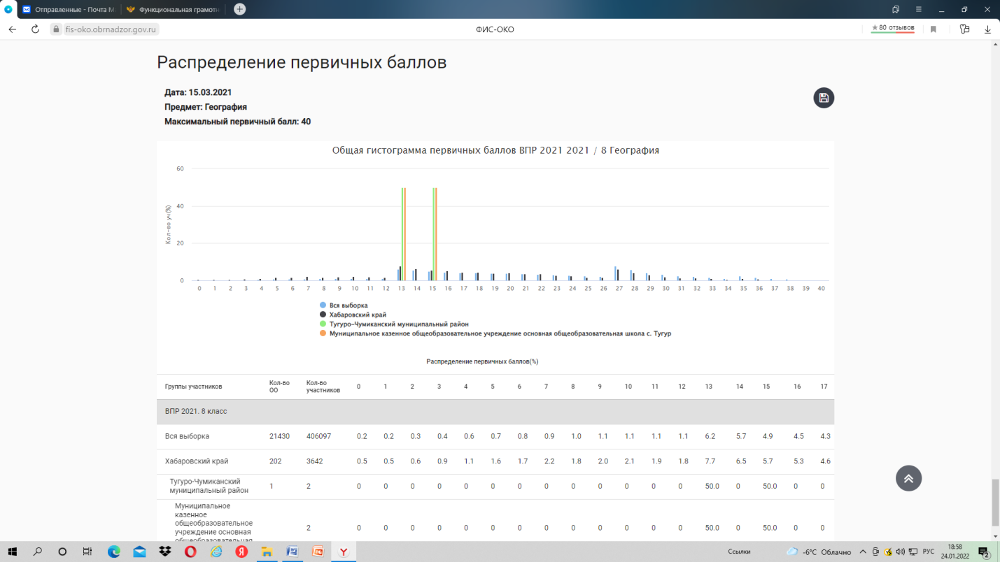 Отправленные - Почта M
Функциональная грамотн
fis-oko.obrnadzor.gov.ru
ФИС-ОКО
★ 80 отзывов
Распределение первичных баллов
Дата: 15.03.2021
Предмет: География
Максимальный первичный балл: 40
Общая гистограмма первичных баллов ВПР 2021 2021 / 8 География
Кол-во уч(%)
60
40
20
0
0 1 2 3 4 5 6 7 8 9 10 11 12 13 14 15 16 17 18 19 20 21 22 23 24 25 26 27 28 29 30 31 32 33 34 35 36 37 38 39 40
Вся выборка
Хабаровский край
Тугуро-Чумиканский муниципальный район
Муниципальное казенное общеобразовательное учреждение основная общеобразовательная школа с. Тугур
Распределение первичных баллов(%)
Группы участников Кол-во ОО Кол-во участников 0 1 2 3 4 5 6 7 8 9 10 11 12 13 14 15 16 17
ВПР 2021. 8 класс
Вся выборка 21430 406097 0.2 0.2 0.3 0.4 0.6 0.7 0.8 0.9 1.0 1.1 1.1 1.1 1.1 6.2 5.7 4.9 4.5 4.3
Хабаровский край 202 3642 0.5 0.5 0.6 0.9 1.1 1.6 1.7 2.2 1.8 2.0 2.1 1.9 1.8 7.7 6.5 5.7 5.3 4.6
Тугуро-Чумиканский
муниципальный район 1 2 0 0 0 0 0 0 0 0 0 0 0 0 0 50.0 0 50.0 0 0
Муниципальное
казенное
общеобразовательное
учреждение основная
общеобразовательная
2 0 0 0 0 0 0 0 0 0 0 0 0 0 50.0 0 50.0 0 0
Ссылки
-6°C Облачно
РУС
18:58
24.01.2022
2